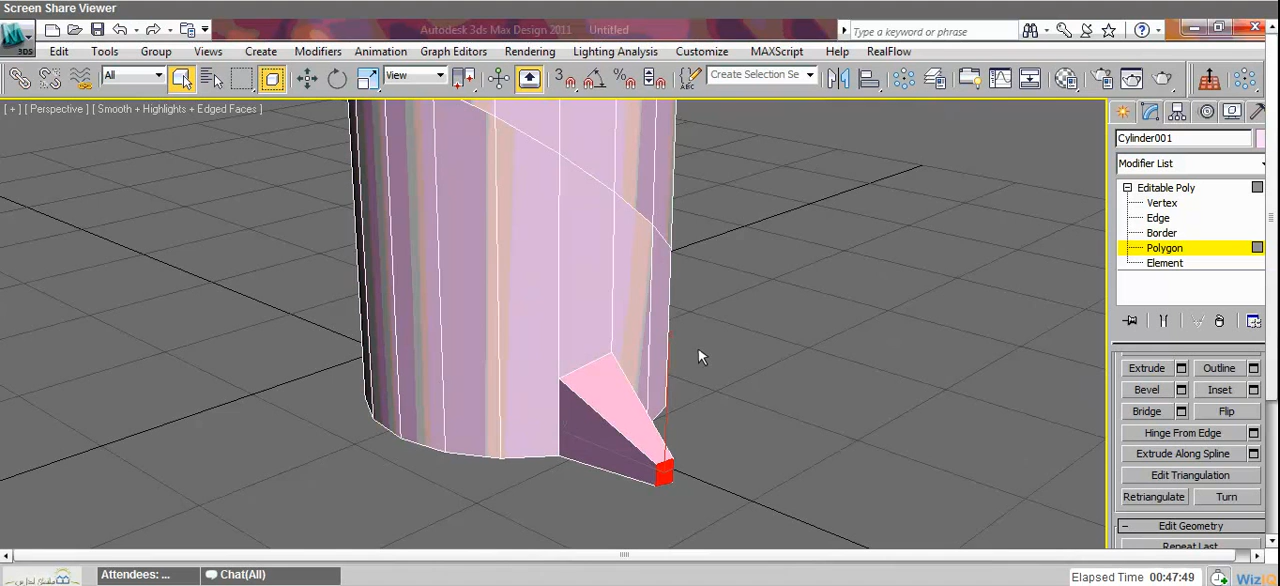 Screen Share Viewer
Autodesk 3ds Max Design 2011 Untitled
Type a keyword or phrase
3DS
Edit Tools Group Views Create Modifiers Animation Graph Editors Rendering Lighting Analysis Customize MAXScript Help RealFlow
All
View
3
Create Selection Se
[ + ] [ Perspective ] [ Smooth + Highlights + Edged Faces ]
Cylinder001
Modifier List
Editable Poly
Vertex
Edge
Border
Polygon
Element
Extrude Outline
Bevel Inset
Bridge Flip
Hinge From Edge
Extrude Along Spline
Edit Triangulation
Retriangulate Turn
Edit Geometry
Repeat Last
Attendees: ... Chat(All) Elapsed Time 00:47:49 WizIQ